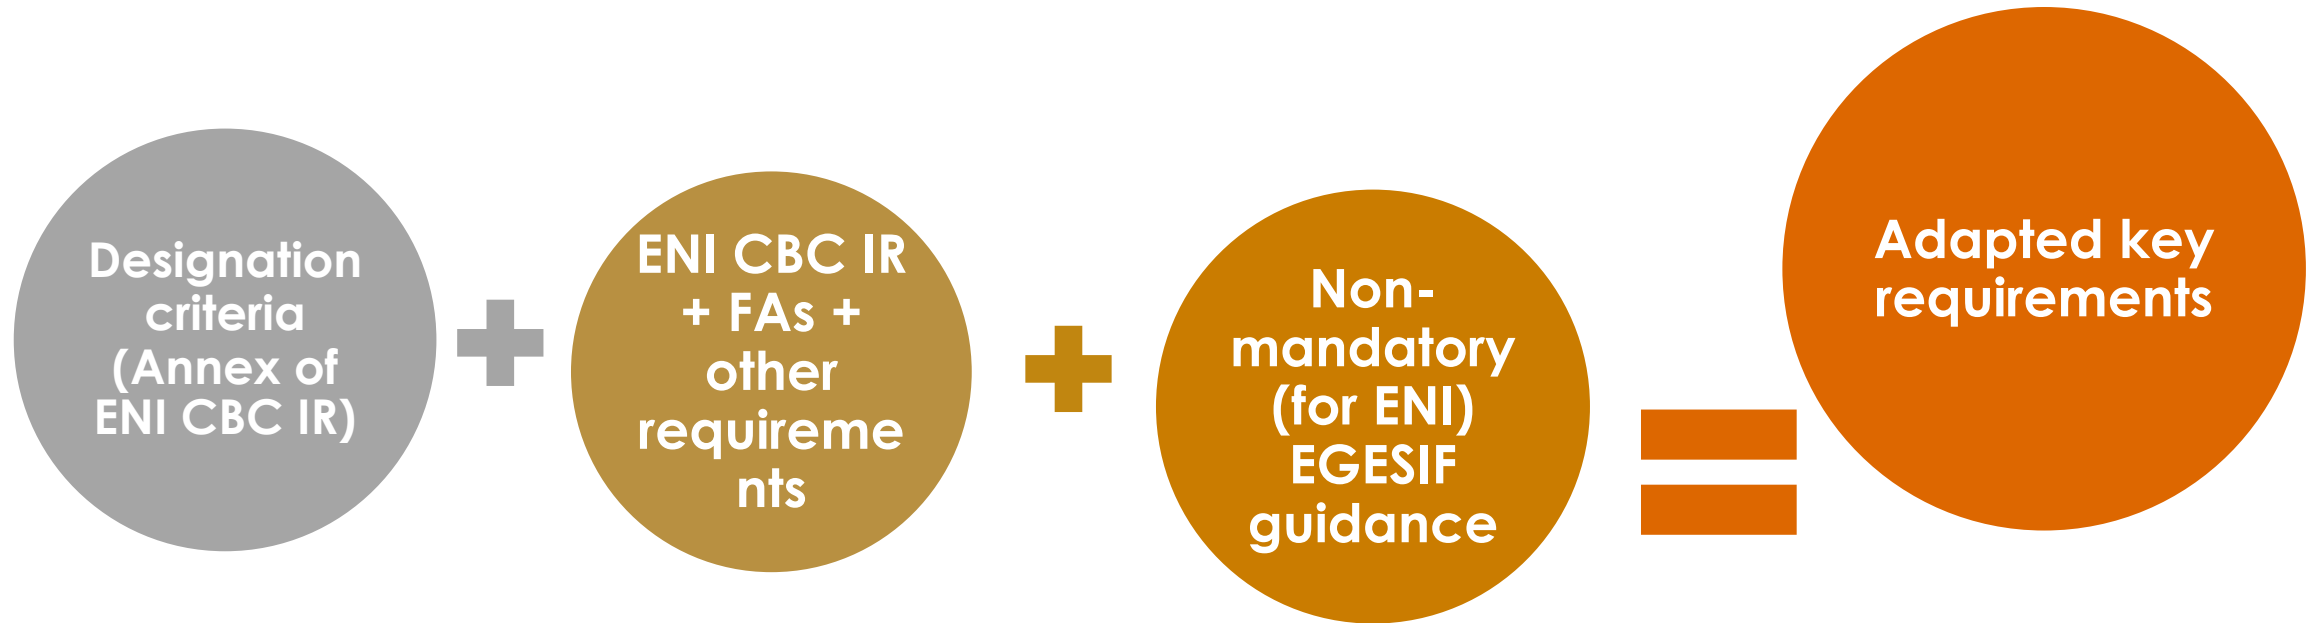 Designation
criteria
(Annex of
ENI CBC IR)
ENI CBC IR
+ FAs +
other
requireme
nts
Non-
mandatory
(for ENI)
EGESIF
guidance
Adapted key
requirements